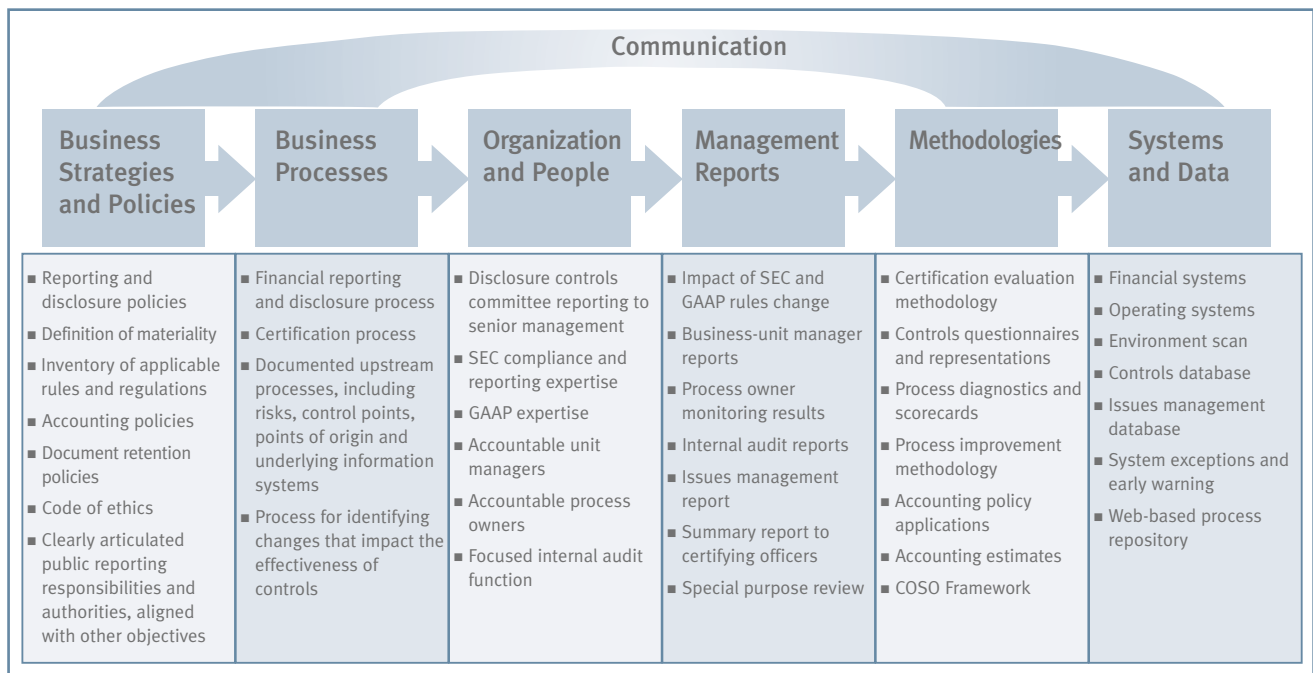 Communication
Business
Strategies
and Policies
Business
Processes
Organization
and People
Management
Reports
Methodologies
Systems
and Data
■ Reporting and
disclosure policies
■ Definition of materiality
■ Inventory of applicable
rules and regulations
■ Accounting policies
■ Document retention
policies
■ Code of ethics
■ Clearly articulated
public reporting
responsibilities and
authorities, aligned
with other objectives
■ Financial reporting
and disclosure process
■ Certification process
■ Documented upstream
processes, including
risks, control points,
points of origin and
underlying information
systems
■ Process for identifying
changes that impact the
effectiveness of
controls
■ Disclosure controls
committee reporting to
senior management
■ SEC compliance and
reporting expertise
■ GAAP expertise
■ Accountable unit
managers
■ Accountable process
owners
■ Focused internal audit
function
■ Impact of SEC and
GAAP rules change
■ Business-unit manager
reports
■ Process owner
monitoring results
■ Internal audit reports
■ Issues management
report
■ Summary report to
certifying officers
■ Special purpose review
■ Certification evaluation
methodology
■ Controls questionnaires
and representations
■ Process diagnostics and
scorecards
■ Process improvement
methodology
■ Accounting policy
applications
■ Accounting estimates
■ COSO Framework
■ Financial systems
■ Operating systems
■ Environment scan
■ Controls database
■ Issues management
database
■ System exceptions and
early warning
■ Web-based process
repository